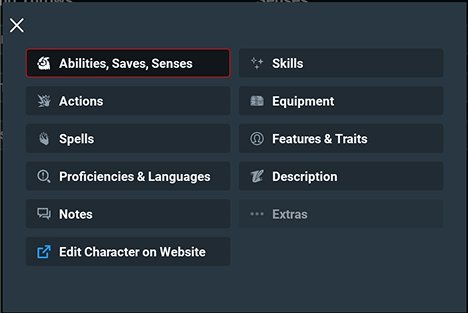 Abilities, Saves, Senses
Skills
Actions
Equipment
Spells
Features & Traits
Proficiencies & Languages
Description
Notes
Extras
Edit Character on Website